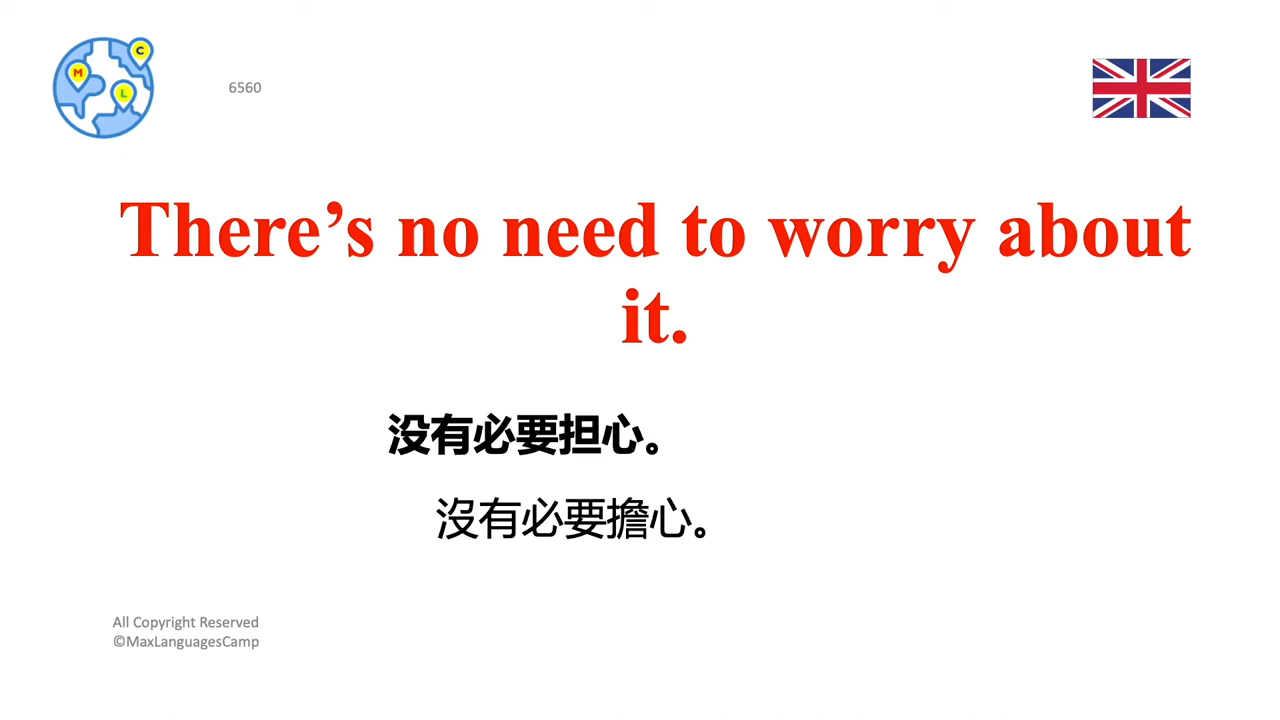 C
M
L
6560
There’s no need to worry about
it.
没有必要担心。
沒有必要擔心。
All Copyright Reserved
©MaxLanguagesCamp